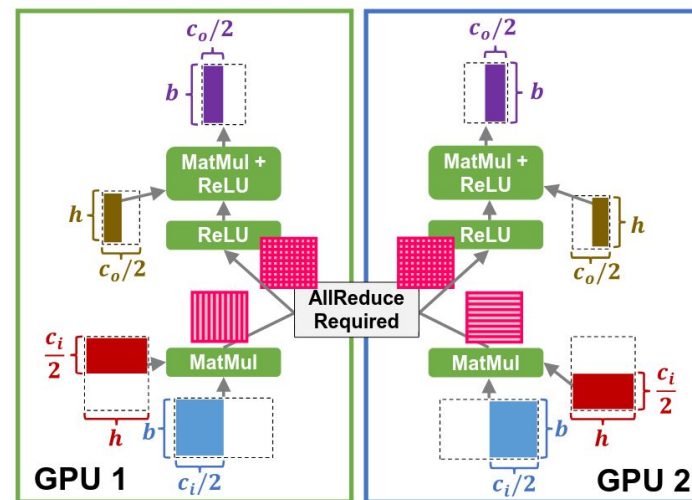 c_o/2
b
MatMul +
ReLU
h
c_o/2
ReLU
c_i
2
h
MatMul
b
c_i/2
GPU 1
AllReduce
Required
c_o/2
b
MatMul +
ReLU
h
c_o/2
ReLU
MatMul
c_i
2
h
b
c_i/2
GPU 2